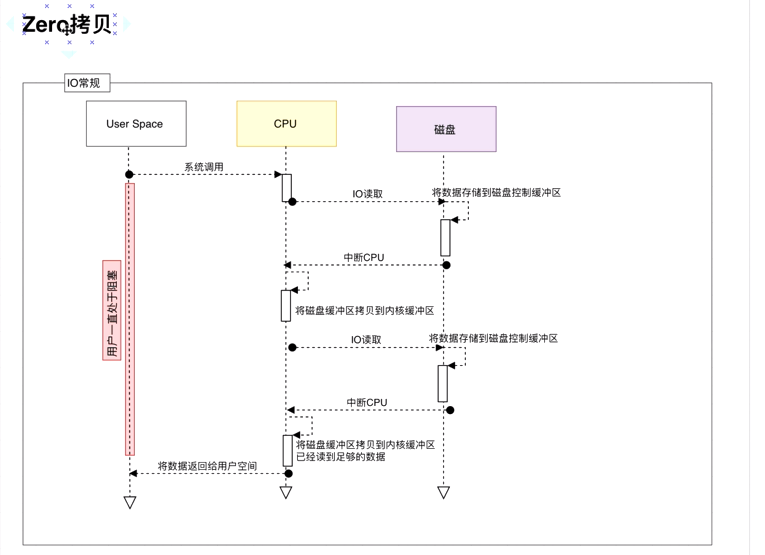 Zero拷贝
IO常规
User Space
CPU
磁盘
系统调用
IO读取
将数据存储到磁盘控制缓冲区
中断CPU
用户一直处于阻塞
将磁盘缓冲区拷贝到内核缓冲区
IO读取
将数据存储到磁盘控制缓冲区
中断CPU
将磁盘缓冲区拷贝到内核缓冲区
已经读到足够的数据
将数据返回给用户空间